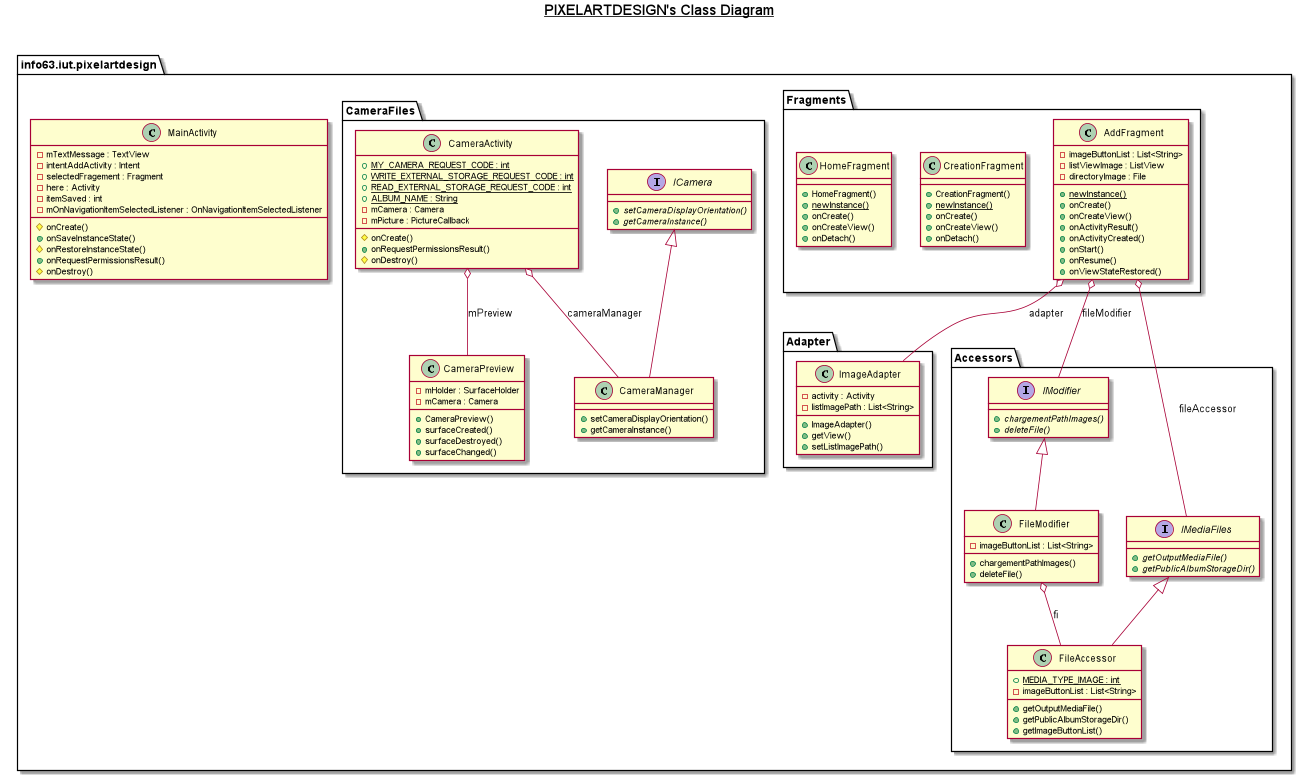 PIXELARTDESIGN's Class Diagram
info63.iut.pixelartdesign
C MainActivity
mTextMessage : TextView
intentAddActivity : Intent
selectedFragement : Fragment
here : Activity
itemSaved : int
mOnNavigationItemSelectedListener : OnNavigationItemSelectedListener
onCreate()
onSaveInstanceState()
onRestoreInstanceState()
onRequestPermissionsResult()
onDestroy()
CameraFiles
C CameraActivity
MY_CAMERA_REQUEST_CODE : int
WRITE_EXTERNAL_STORAGE_REQUEST_CODE : int
READ_EXTERNAL_STORAGE_REQUEST_CODE : int
ALBUM_NAME : String
mCamera : Camera
mPicture : PictureCallback
onCreate()
onRequestPermissionsResult()
onDestroy()
I ICamera
setCameraDisplayOrientation()
getCameraInstance()
mPreview
cameraManager
C CameraPreview
mHolder : SurfaceHolder
mCamera : Camera
CameraPreview()
surfaceCreated()
surfaceDestroyed()
surfaceChanged()
C CameraManager
setCameraDisplayOrientation()
getCameraInstance()
Fragments
C HomeFragment
HomeFragment()
newInstance()
onCreate()
onCreateView()
onDetach()
C CreationFragment
CreationFragment()
newInstance()
onCreate()
onCreateView()
onDetach()
C AddFragment
imageButtonList : List<String>
listViewImage : ListView
directoryImage : File
newInstance()
onCreate()
onCreateView()
onActivityResult()
onActivityCreated()
onStart()
onResume()
onViewStateRestored()
adapter
fileModifier
fileAccessor
Adapter
C ImageAdapter
activity : Activity
listImagePath : List<String>
ImageAdapter()
getView()
setListImagePath()
Accessors
I IModifier
chargementPathImages()
deleteFile()
C FileModifier
imageButtonList : List<String>
chargementPathImages()
deleteFile()
I IMediaFiles
getOutputMediaFile()
getPublicAlbumStorageDir()
fi
C FileAccessor
MEDIA_TYPE_IMAGE : int
imageButtonList : List<String>
getOutputMediaFile()
getPublicAlbumStorageDir()
getImageButtonList()